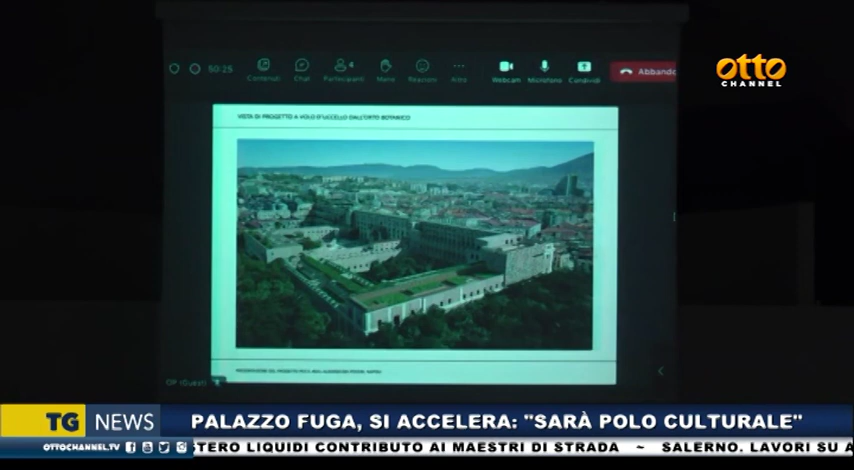 50:25
Contenuti
Chat
4
Partecipanti
Mano
Reazioni
Altro
Webcam
Microfono
Condividi
Abbando
otto
CHANNEL
VISTA DI PROGETTO A VOLO D'UCCELLO DALL'ORTO BOTANICO
(Guest)
TG NEWS
PALAZZO FUGA, SI ACCELERA: "SARÀ POLO CULTURALE"
OTTOCHANNEL.TV
STERO LIQUIDI CONTRIBUTO AI MAESTRI DI STRADA ~ SALERNO. LAVORI SU A